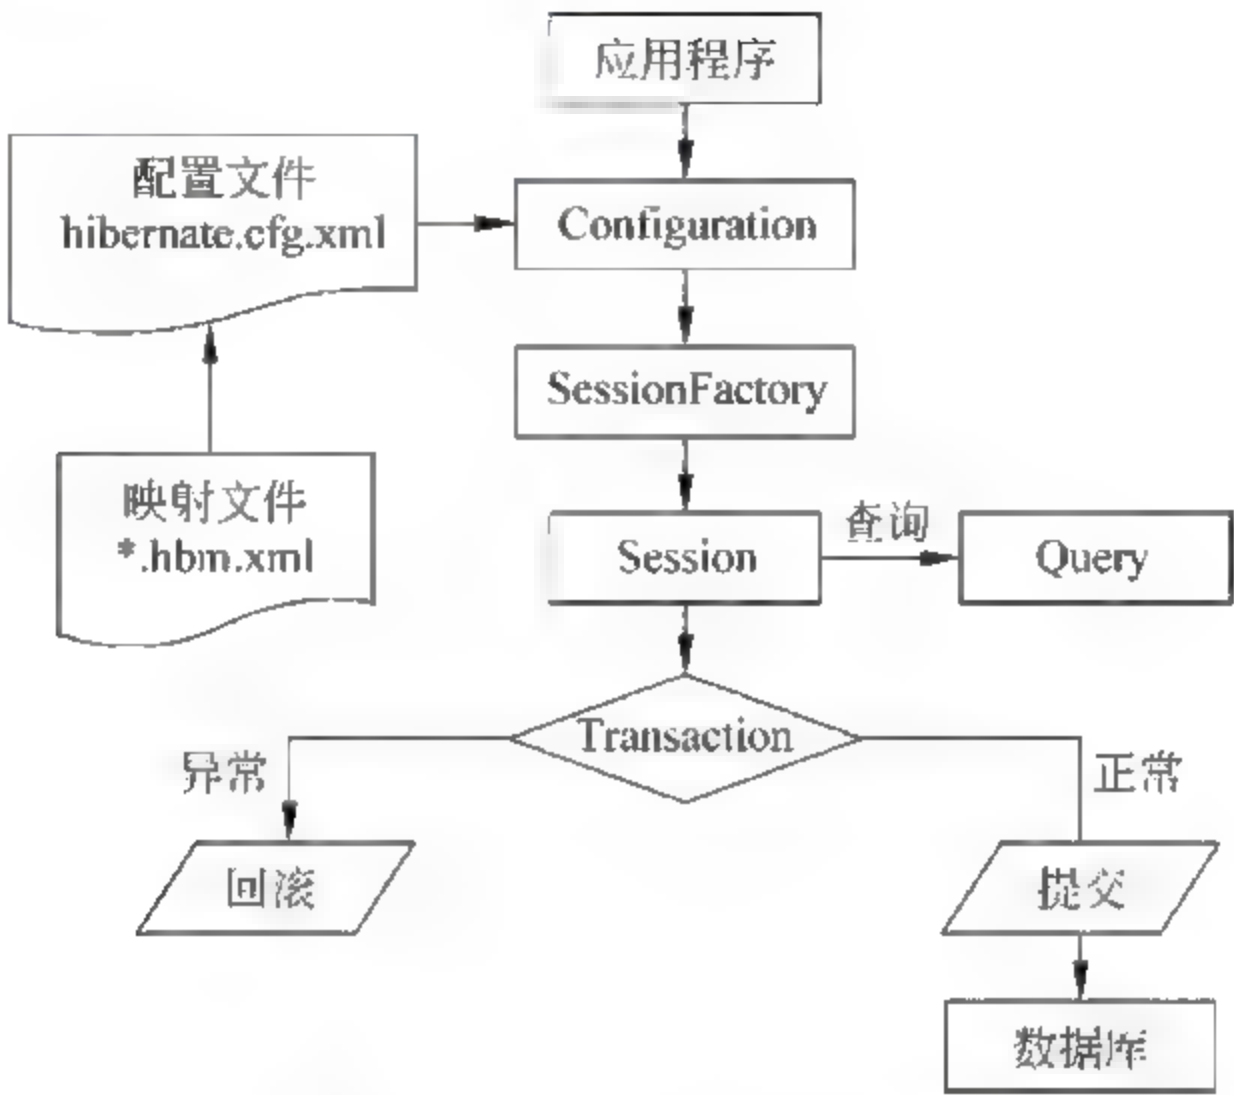 应用程序
配置文件
hibernate.cfg.xml
Configuration
SessionFactory
映射文件
*.hbm.xml
Session
查询
Query
Transaction
异常
正常
回滚
提交
数据库